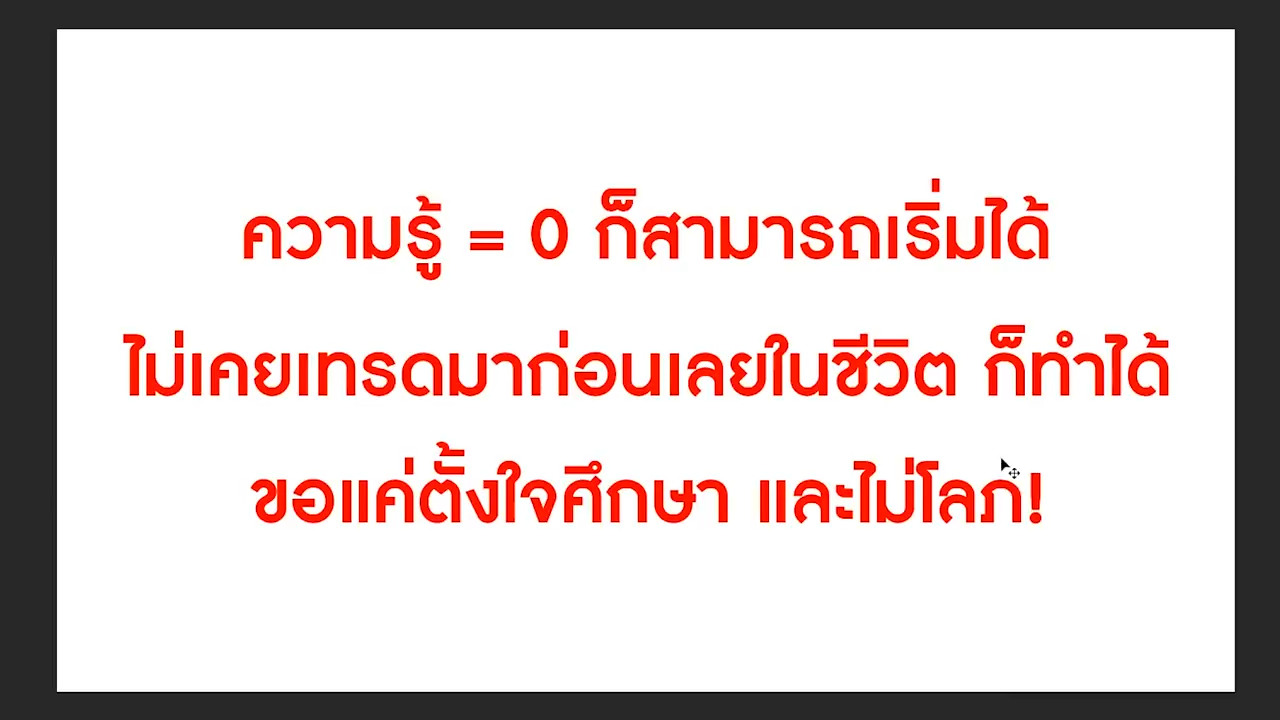 ความรู้ = 0 ก็สามารถเริ่มได้
ไม่เคยเทรดมาก่อนเลยในชีวิต ก็ทำได้
ขอแค่ตั้งใจศึกษา และไม่โลภ!